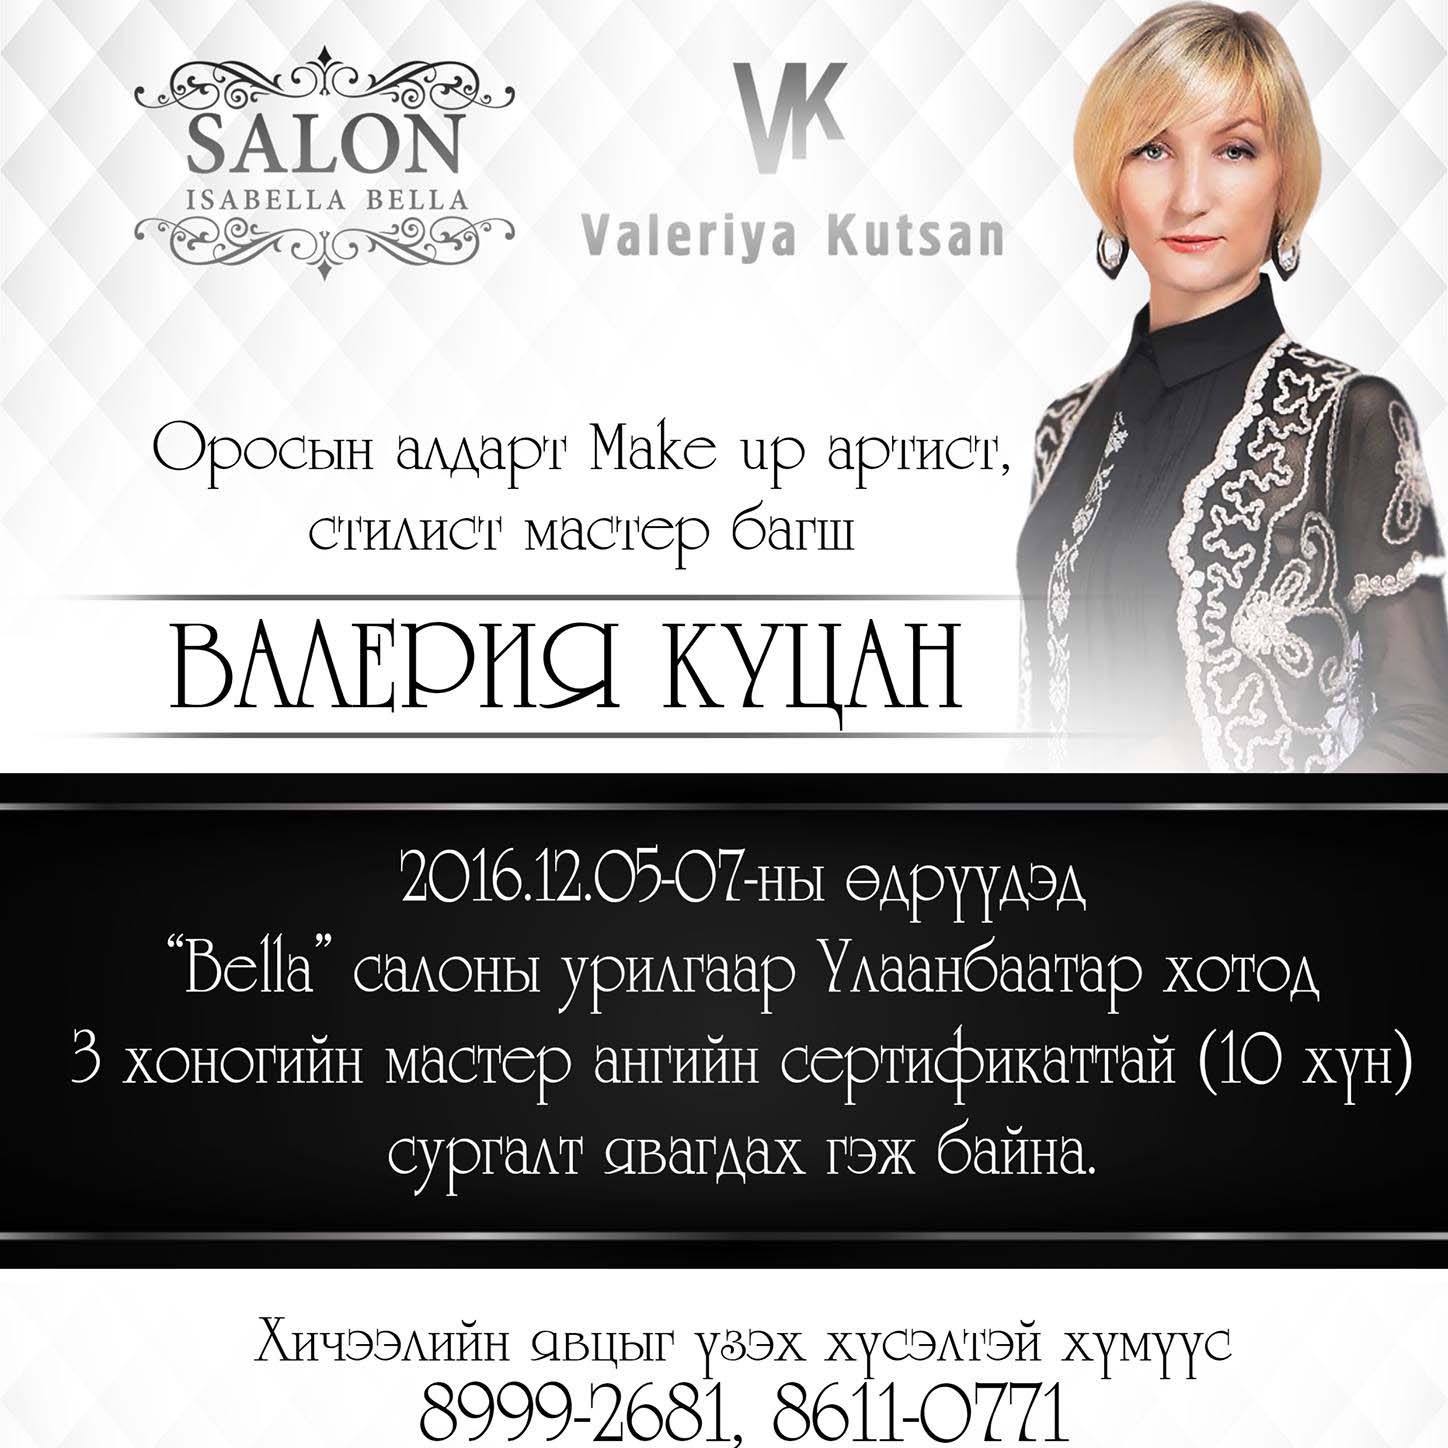 SALON
ISABELLA BELLA
VK
Valeriya Kutsan
Оросын алдарт Make up артист,
стилист мастер багш
ВАЛЕРИЯ КУЦАН
2016.12.05-07-ны өдрүүдэд
“Bella” салоны урилгаар Улаанбаатар хотод
3 хоногийн мастер ангийн сертификаттай (10 хүн)
сургалт явагдах гэж байна.
Хичээлийн явцыг үзэх хүсэлтэй хүмүүс
8999-2681, 8611-0771